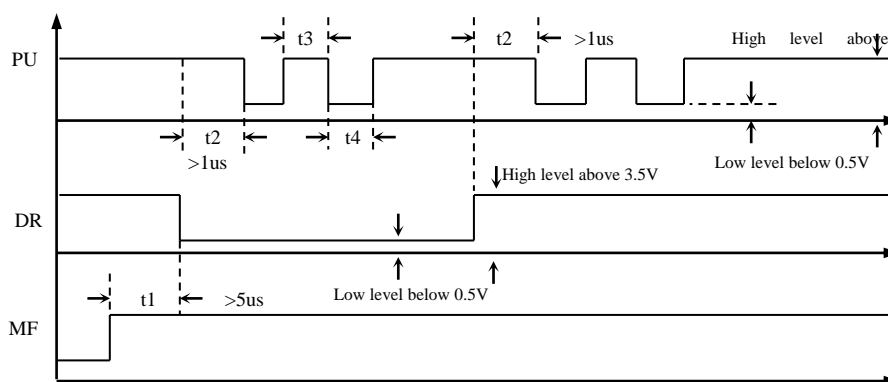 t3
t2
>1us
High level above
PU
t2
t4
>1us
Low level below 0.5V
High level above 3.5V
DR
t1
>5us
Low level below 0.5V
MF